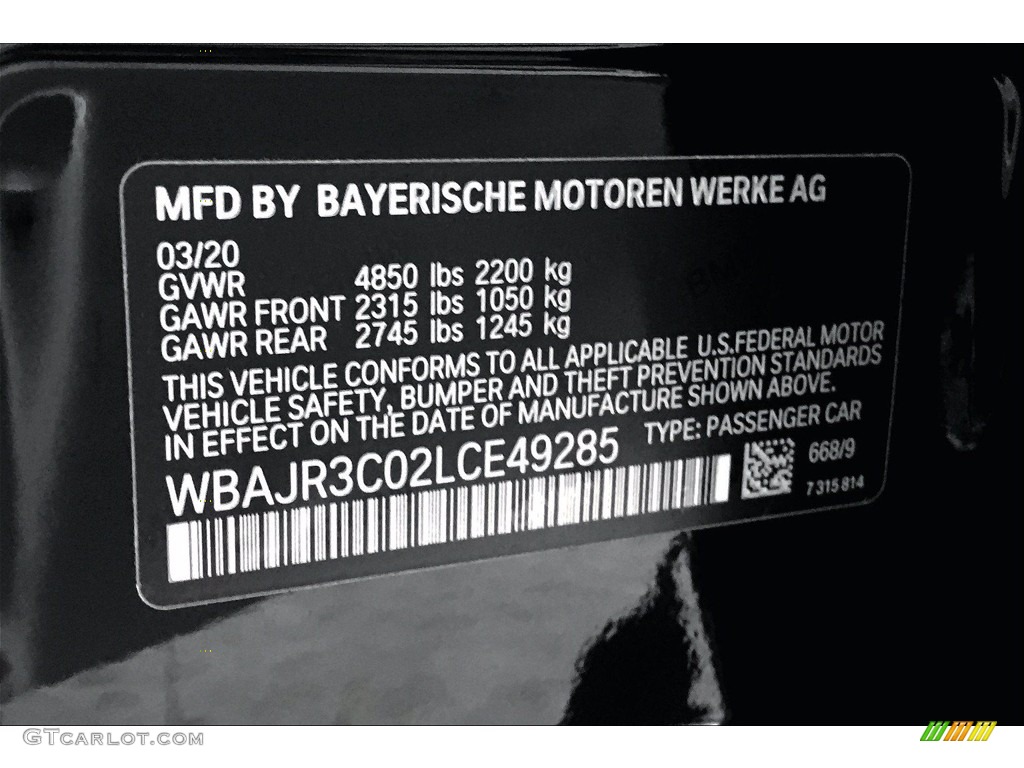 MFD BY BAYERISCHE MOTOREN WERKE AG
03/20
GVWR 4850 lbs 2200 kg
GAWR FRONT 2315 lbs 1050 kg
GAWR REAR 2745 lbs 1245 kg
THIS VEHICLE CONFORMS TO ALL APPLICABLE U.S.FEDERAL MOTOR
VEHICLE SAFETY, BUMPER AND THEFT PREVENTION STANDARDS
IN EFFECT ON THE DATE OF MANUFACTURE SHOWN ABOVE.
WBAJR3C02LCE49285 TYPE: PASSENGER CAR
668/9
7 315 814
GTcarlot.com